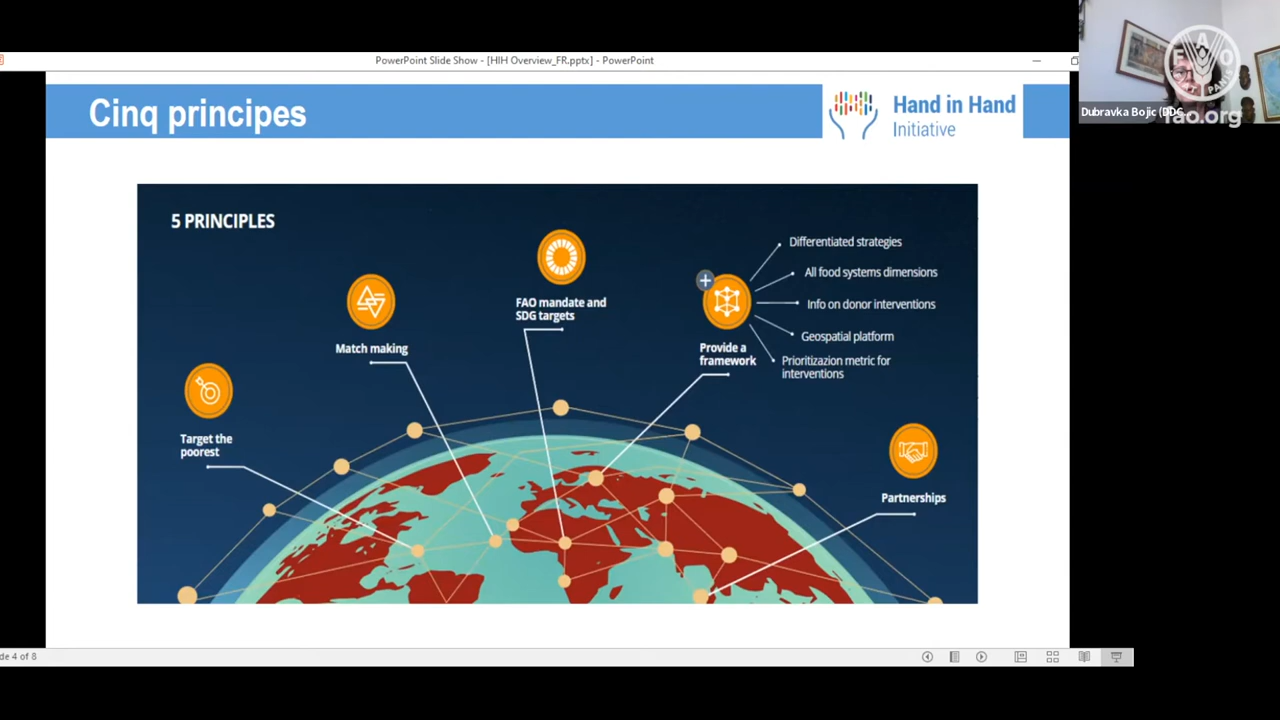 PowerPoint Slide Show - [HIH Overview_FR.pptx] - PowerPoint
Cinq principes
Hand in Hand
Initiative
FAO
fao.org
Dubravka Bojic (DDC
5 PRINCIPLES
Target the
poorest
Match making
FAO mandate and
SDG targets
Provide a
framework
Differentiated strategies
All food systems dimensions
Info on donor interventions
Geospatial platform
Prioritizazion metric for
interventions
Partnerships
de 4 of 8